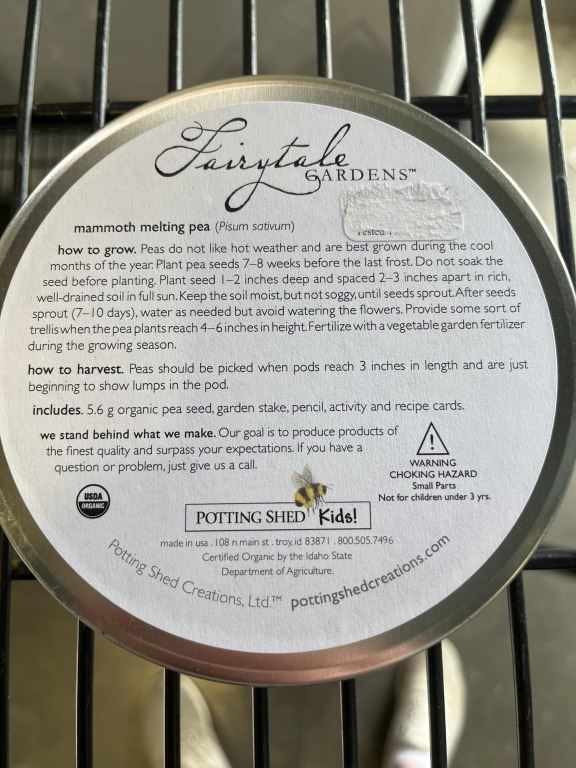 Fairytale
GARDENS™
mammoth melting pea (Pisum sativum)
how to grow. Peas do not like hot weather and are best grown during the cool
months of the year. Plant pea seeds 7–8 weeks before the last frost. Do not soak the
seed before planting. Plant seed 1–2 inches deep and spaced 2–3 inches apart in rich,
well-drained soil in full sun. Keep the soil moist, but not soggy, until seeds sprout. After seeds
sprout (7–10 days), water as needed but avoid watering the flowers. Provide some sort of
trellis when the pea plants reach 4–6 inches in height. Fertilize with a vegetable garden fertilizer
during the growing season.
how to harvest. Peas should be picked when pods reach 3 inches in length and are just
beginning to show lumps in the pod.
includes. 5.6 g organic pea seed, garden stake, pencil, activity and recipe cards.
we stand behind what we make. Our goal is to produce products of
the finest quality and surpass your expectations. If you have a
question or problem, just give us a call.
WARNING
CHOKING HAZARD
Small Parts
Not for children under 3 yrs.
USDA
ORGANIC
POTTING SHED Kids!
made in usa . 108 n main st . troy, id 83871 . 800.505.7496
Certified Organic by the Idaho State
Department of Agriculture.
Potting Shed Creations, Ltd.™ pottingshedcreations.com